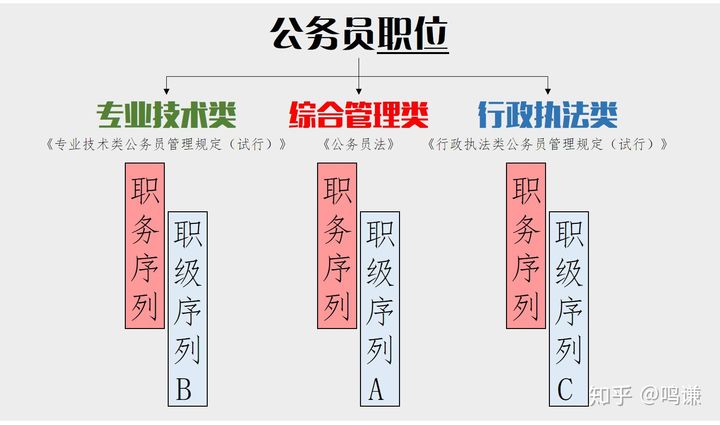 公务员职位
专业技术类
综合管理类
行政执法类
《专业技术类公务员管理规定（试行）》
《公务员法》
《行政执法类公务员管理规定（试行）》
职务序列
职级序列B
职务序列
职级序列A
职务序列
职级序列C
知乎 @鸣谦